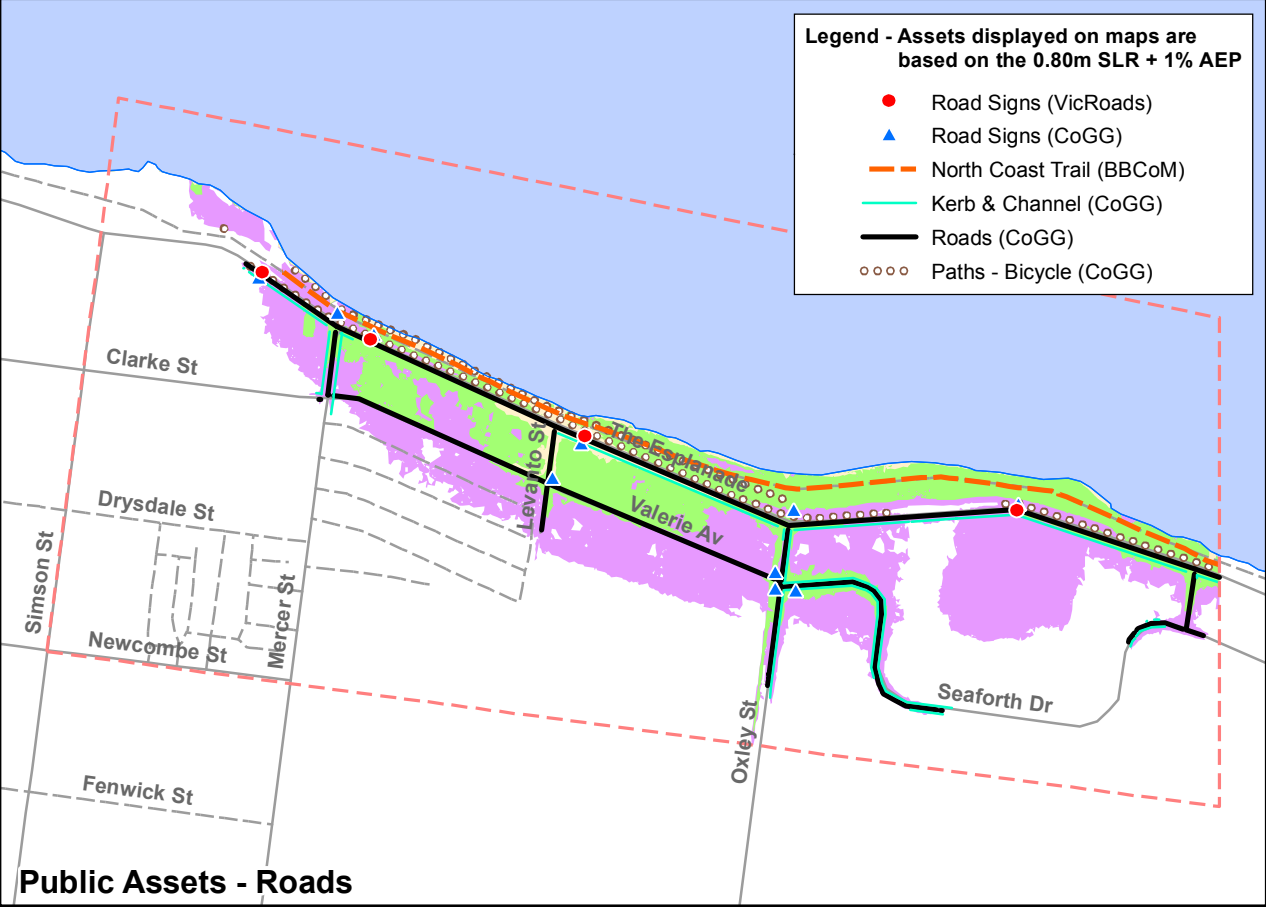 Legend - Assets displayed on maps are
based on the 0.80m SLR + 1% AEP
Road Signs (VicRoads)
Road Signs (CoGG)
North Coast Trail (BBCoM)
Kerb & Channel (CoGG)
Roads (CoGG)
Paths - Bicycle (CoGG)
Clarke St
The Esplanade
Levanto St
Valerie Av
Drysdale St
Simson St
Mercer St
Newcombe St
Seaforth Dr
Oxley St
Fenwick St
Public Assets - Roads